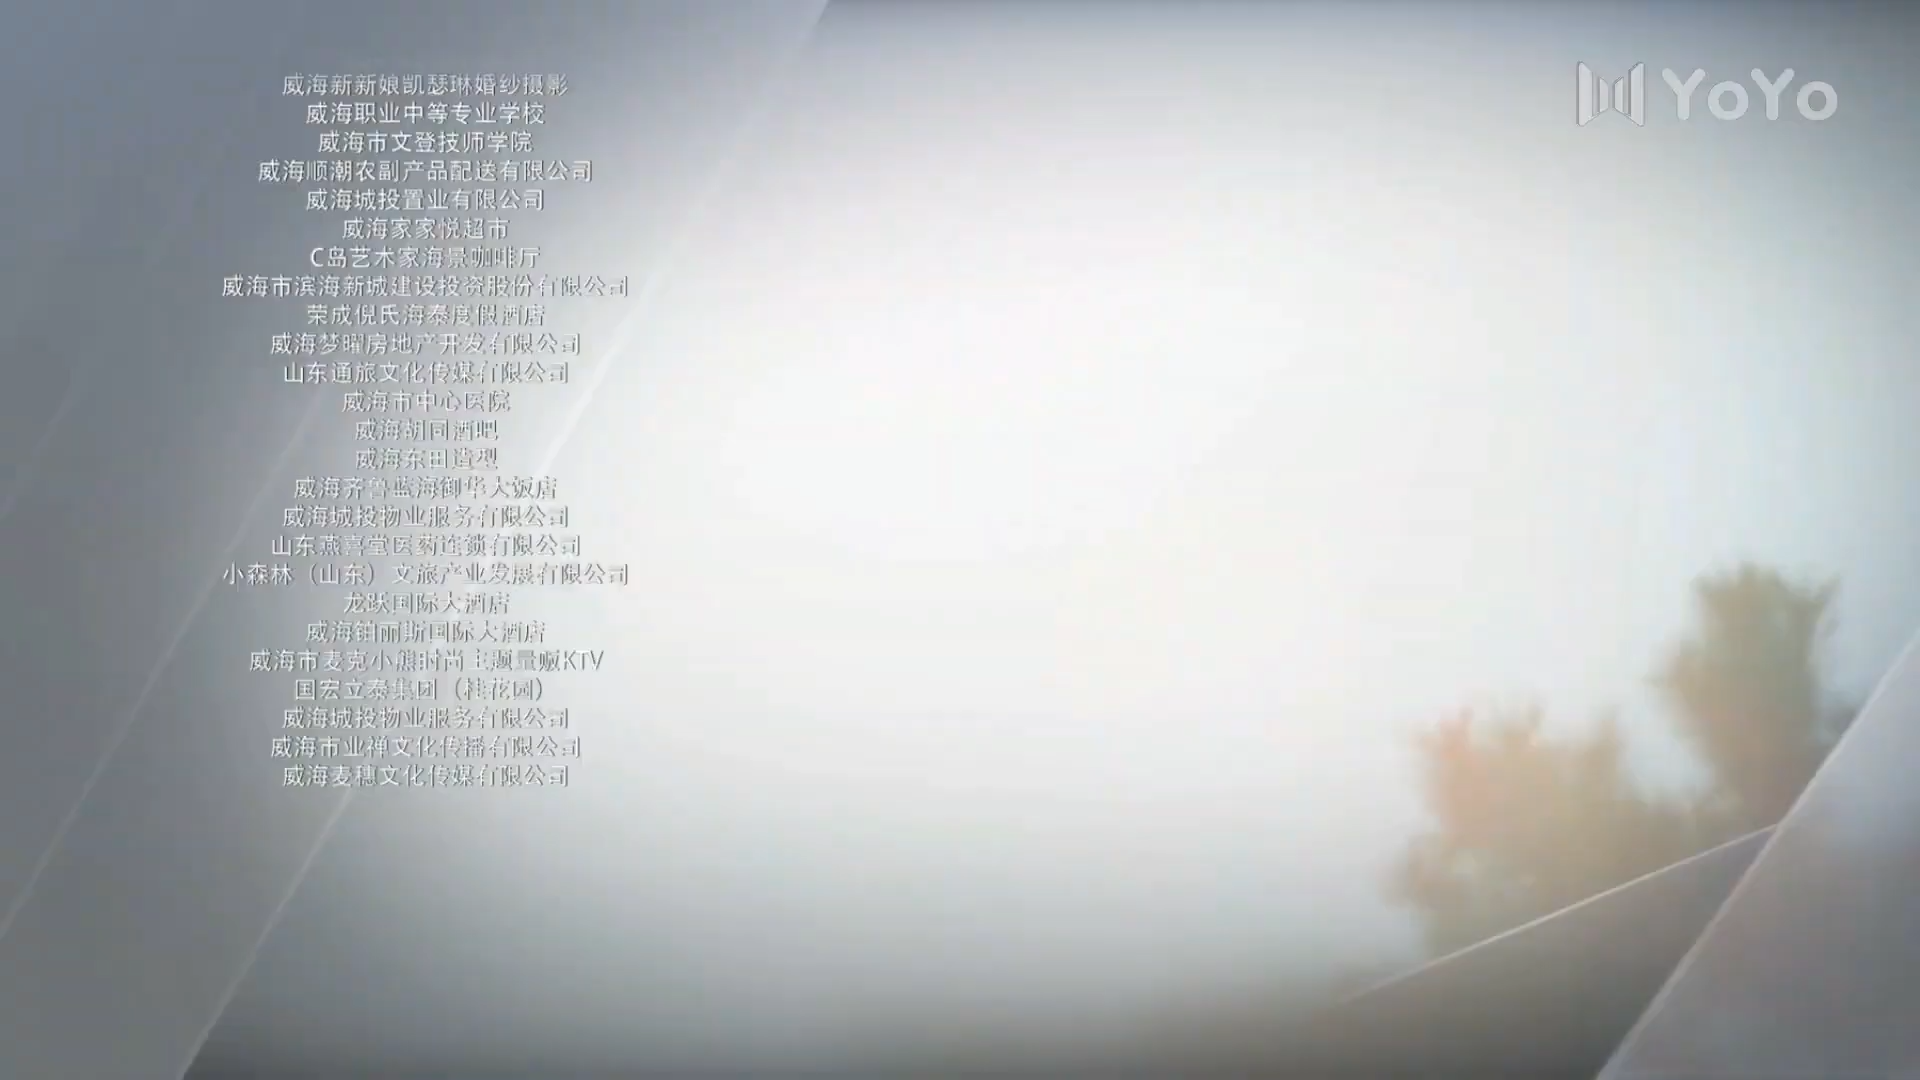 威海新新娘凯瑟琳婚纱摄影
YoYo
威海职业中等专业学校
威海市文登技师学院
威海顺潮农副产品配送有限公司
威海城投置业有限公司
威海家家悦超市
C岛艺术家海景咖啡厅
威海市滨海新城建设投资股份有限公司
荣成倪氏海泰度假酒店
威海梦曜房地产开发有限公司
山东通旅文化传媒有限公司
威海市中心医院
威海胡同酒吧
威海东田造型
威海齐鲁蓝海御华大饭店
威海城投物业服务有限公司
山东燕喜堂医药连锁有限公司
小森林（山东）文旅产业发展有限公司
龙跃国际大酒店
威海铂丽斯国际大酒店
威海市麦克小熊时尚主题量贩KTV
国宏立泰集团（桂花园）
威海城投物业服务有限公司
威海市业禅文化传播有限公司
威海麦穗文化传媒有限公司